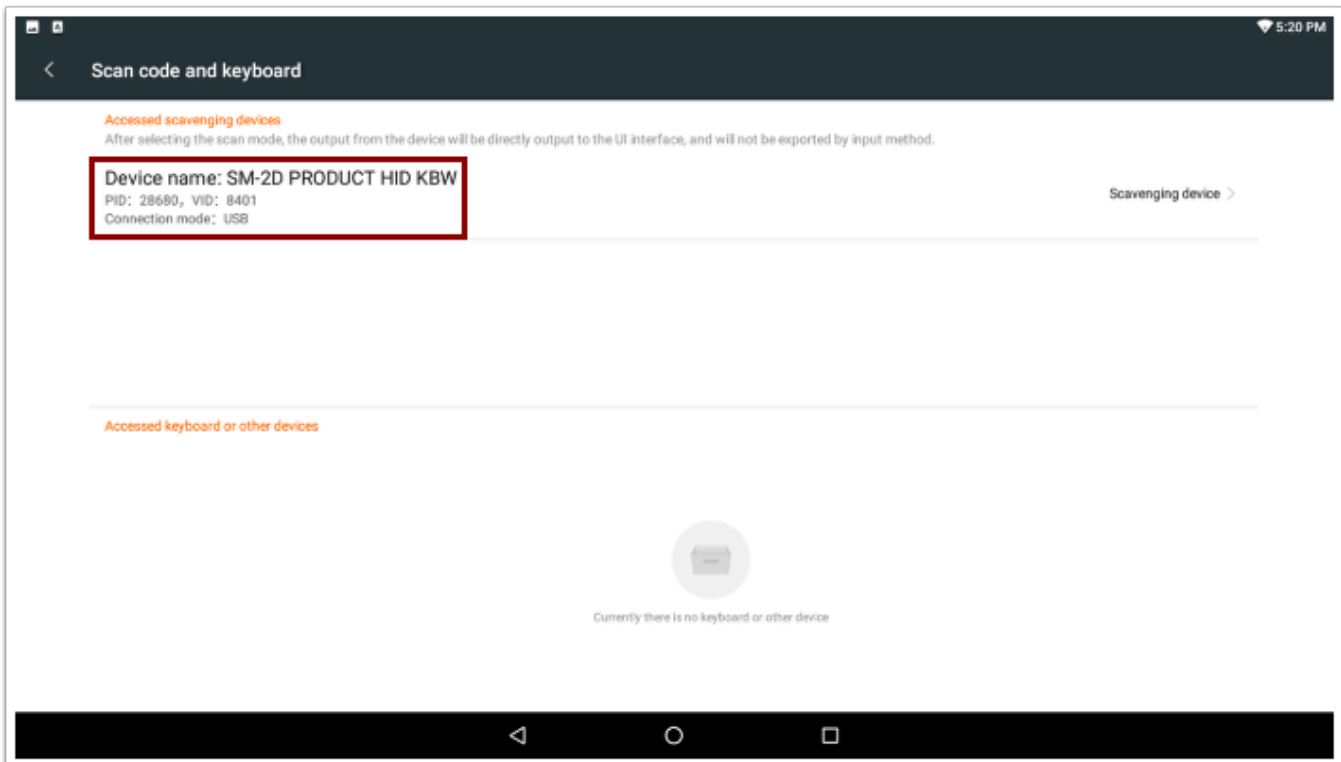 5:20 PM
Scan code and keyboard
Accessed scavenging devices
After selecting the scan mode, the output from the device will be directly output to the UI interface, and will not be exported by input method.
Device name: SM-2D PRODUCT HID KBW
PID: 28680, VID: 8401
Connection mode: USB
Scavenging device
Accessed keyboard or other devices
Currently there is no keyboard or other device